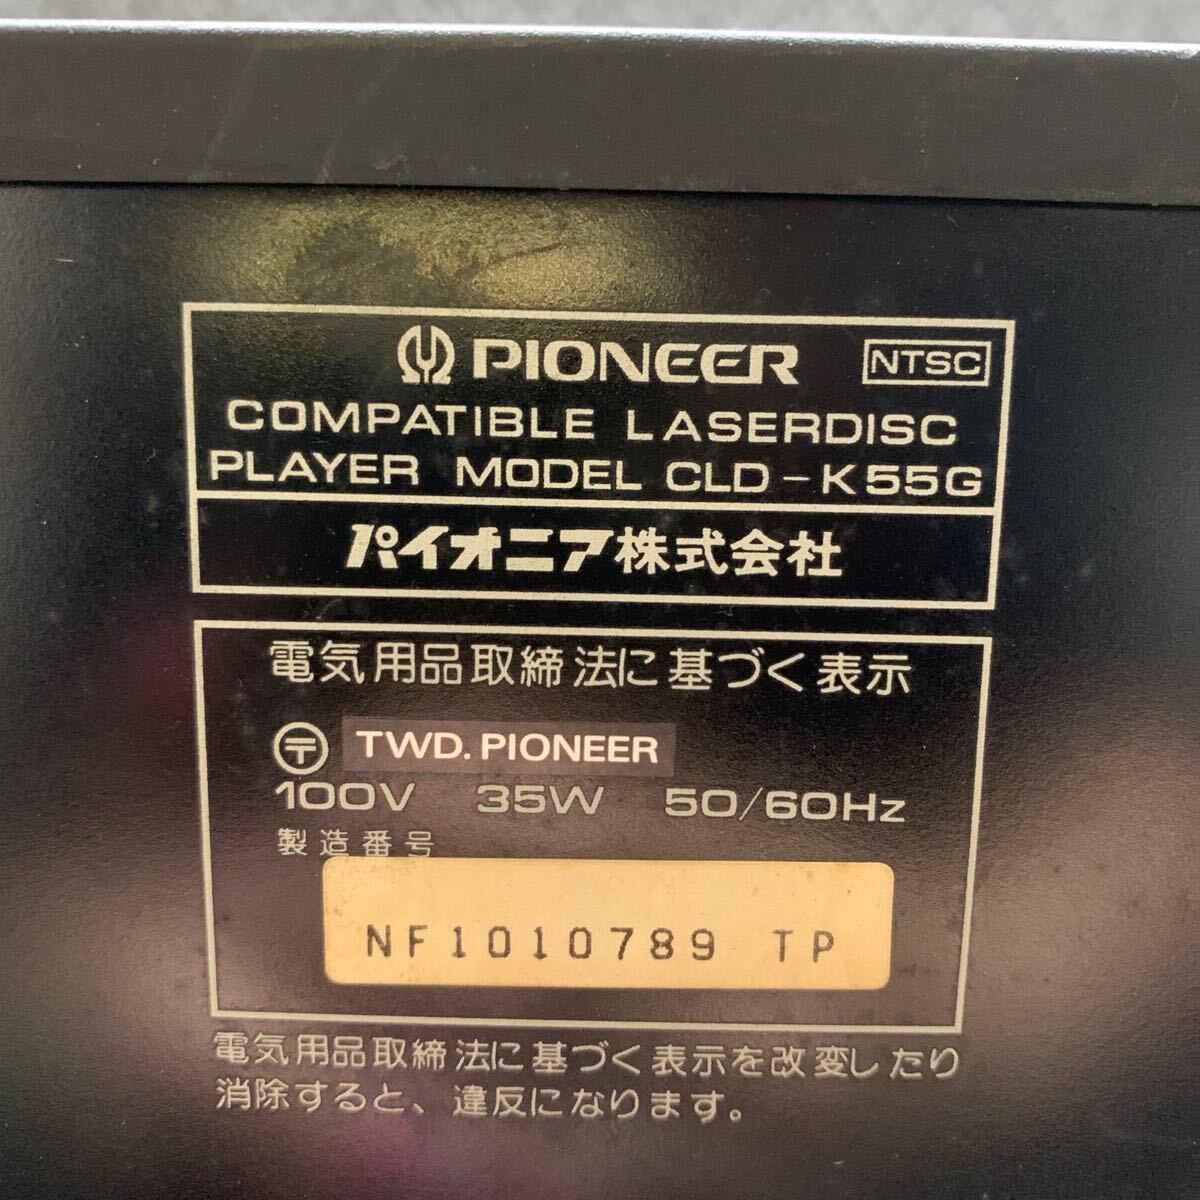 PIONEER NTSC
COMPATIBLE LASERDISC
PLAYER MODEL CLD-K55G
パイオニア株式会社
電気用品取締法に基づく表示
〒 TWD. PIONEER
100V 35W 50/60Hz
製造番号
NF1010789 TP
電気用品取締法に基づく表示を改変したり
消除すると、違反になります。